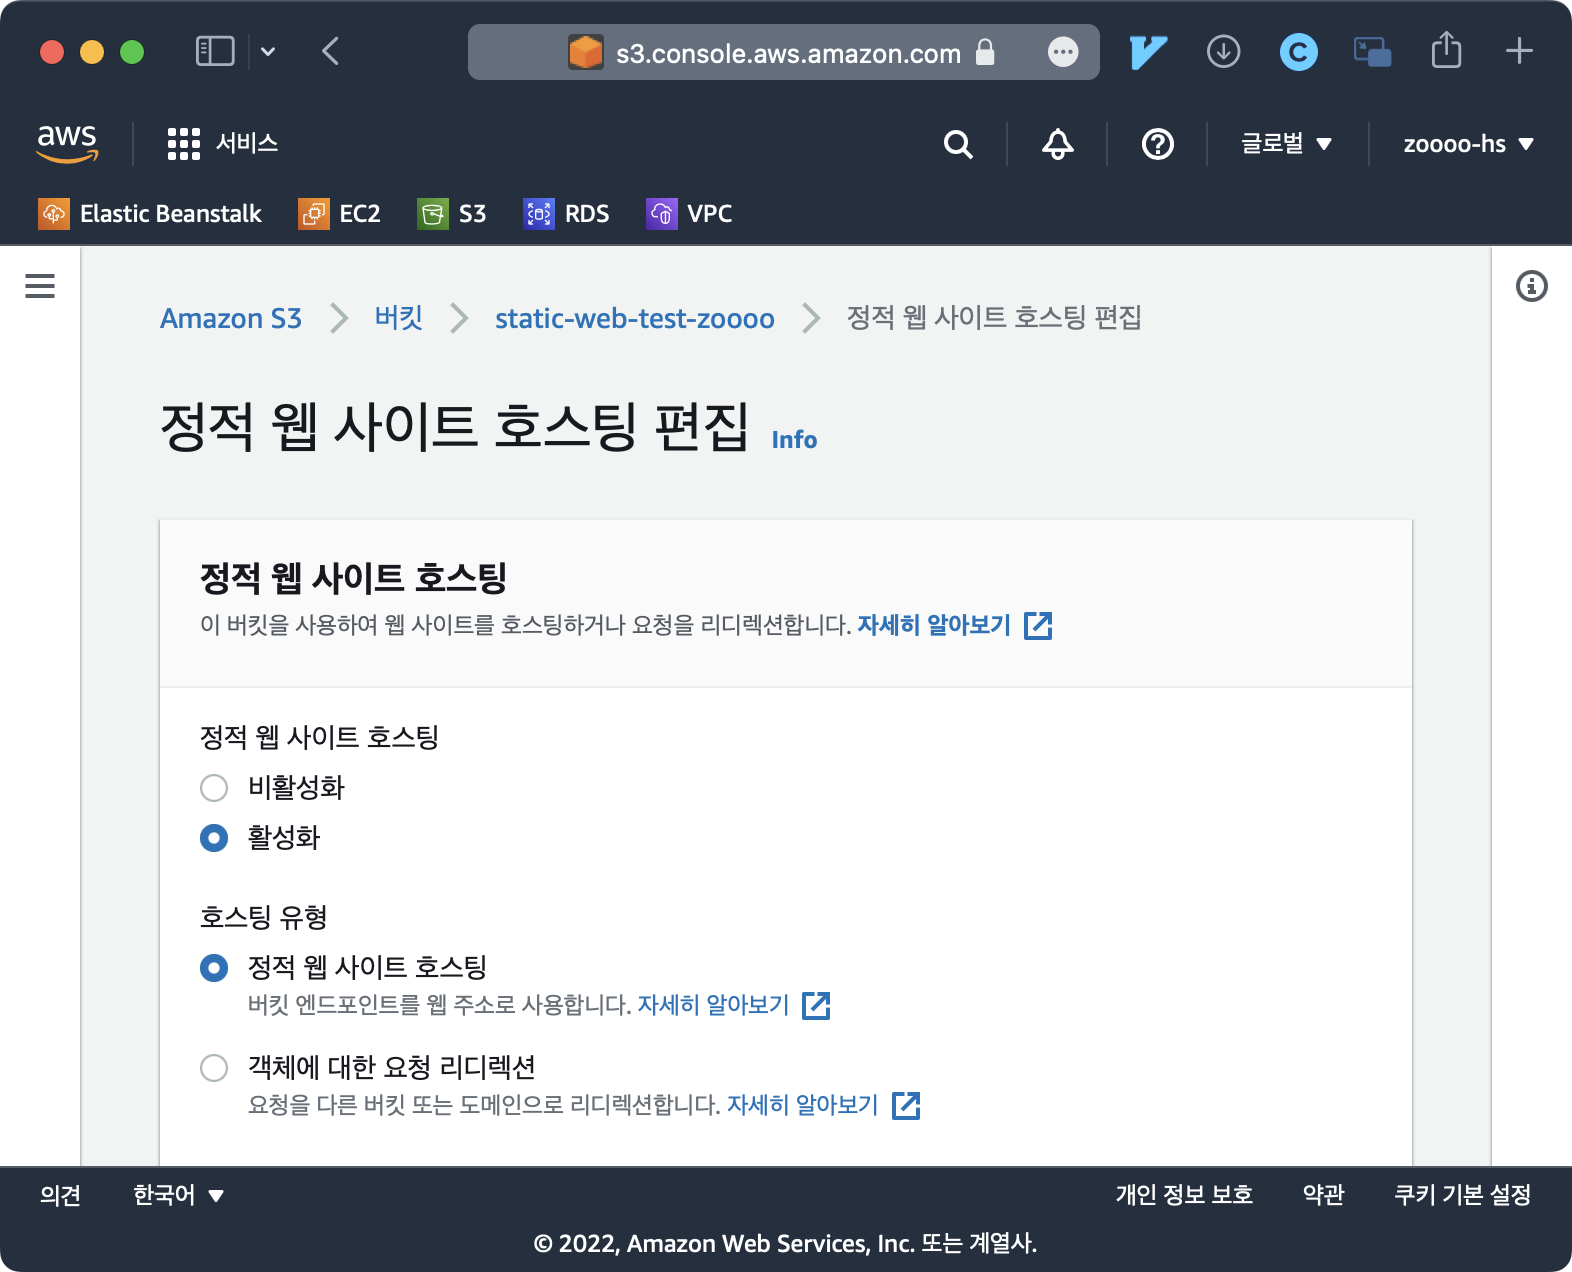 s3.console.aws.amazon.com
aws 서비스 글로벌 zoooo-hs
Elastic Beanstalk EC2 S3 RDS VPC
Amazon S3 버킷 static-web-test-zoooo 정적 웹 사이트 호스팅 편집
정적 웹 사이트 호스팅 편집 Info
정적 웹 사이트 호스팅
이 버킷을 사용하여 웹 사이트를 호스팅하거나 요청을 리디렉션합니다. 자세히 알아보기
정적 웹 사이트 호스팅
비활성화
활성화
호스팅 유형
정적 웹 사이트 호스팅
버킷 엔드포인트를 웹 주소로 사용합니다. 자세히 알아보기
객체에 대한 요청 리디렉션
요청을 다른 버킷 또는 도메인으로 리디렉션합니다. 자세히 알아보기
의견 한국어 개인 정보 보호 약관 쿠키 기본 설정
© 2022, Amazon Web Services, Inc. 또는 계열사.